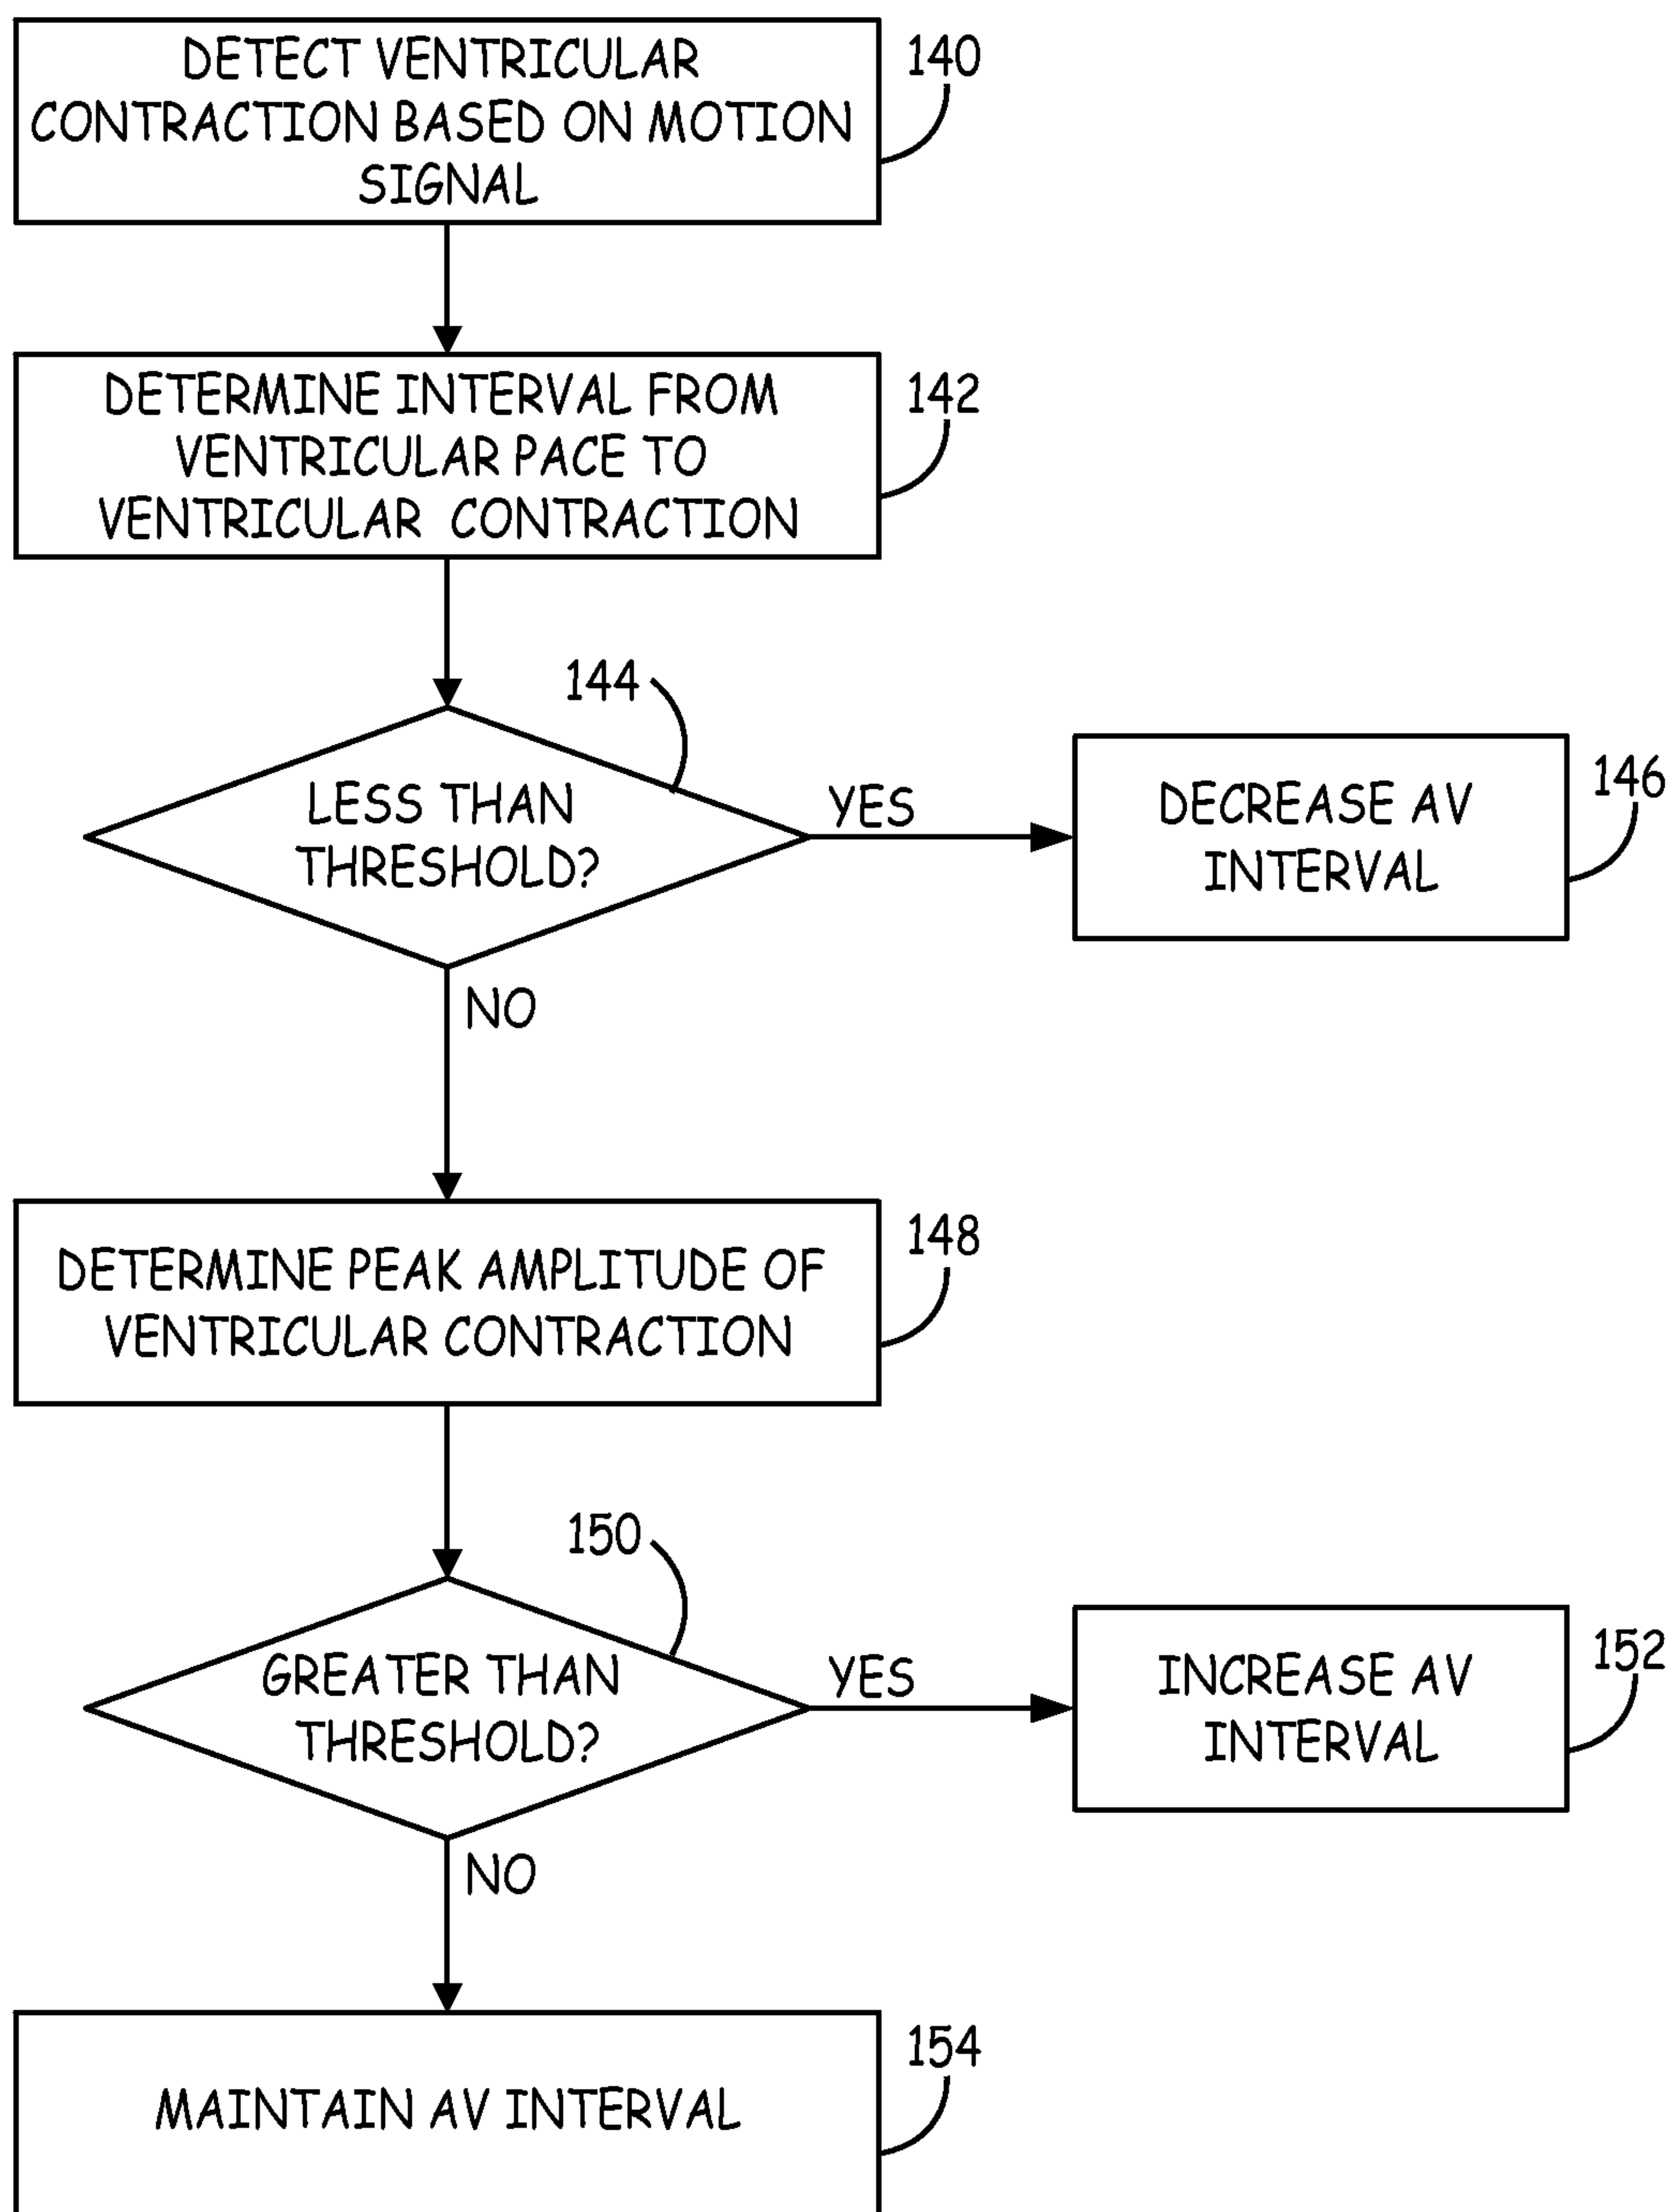 DETECT VENTRICULAR
CONTRACTION BASED ON MOTION
SIGNAL
140
DETERMINE INTERVAL FROM
VENTRICULAR PACE TO
VENTRICULAR CONTRACTION
142
144
LESS THAN
THRESHOLD?
YES
DECREASE AV
INTERVAL
146
NO
DETERMINE PEAK AMPLITUDE OF
VENTRICULAR CONTRACTION
148
150
GREATER THAN
THRESHOLD?
YES
INCREASE AV
INTERVAL
152
NO
MAINTAIN AV INTERVAL
154